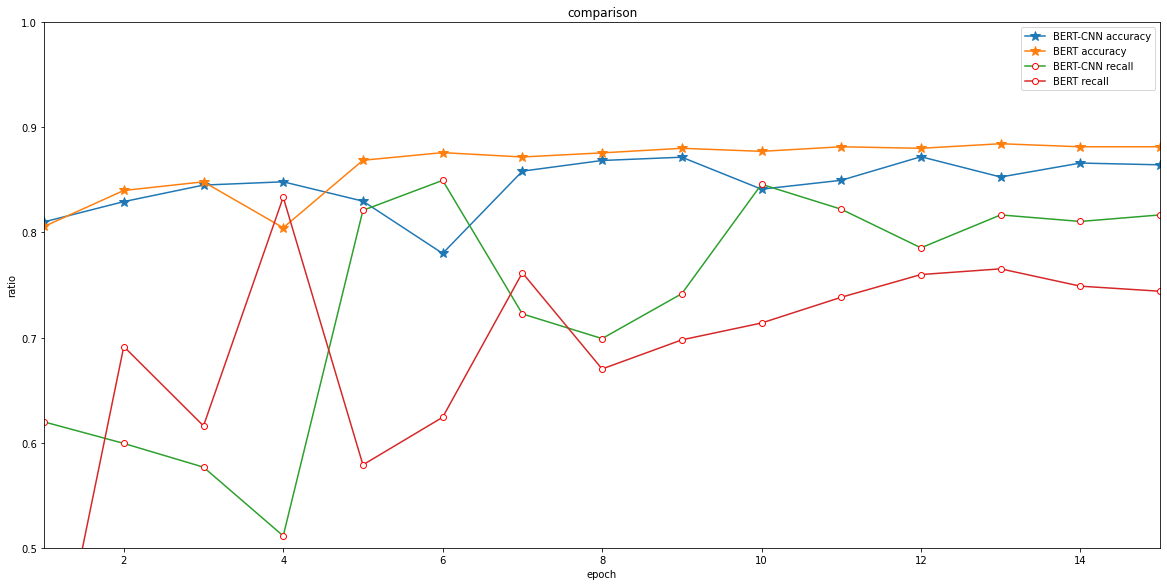 comparison
1.0
0.9
0.8
0.7
0.6
0.5
ratio
BERT-CNN accuracy
BERT accuracy
BERT-CNN recall
BERT recall
2 4 6 8 10 12 14
epoch